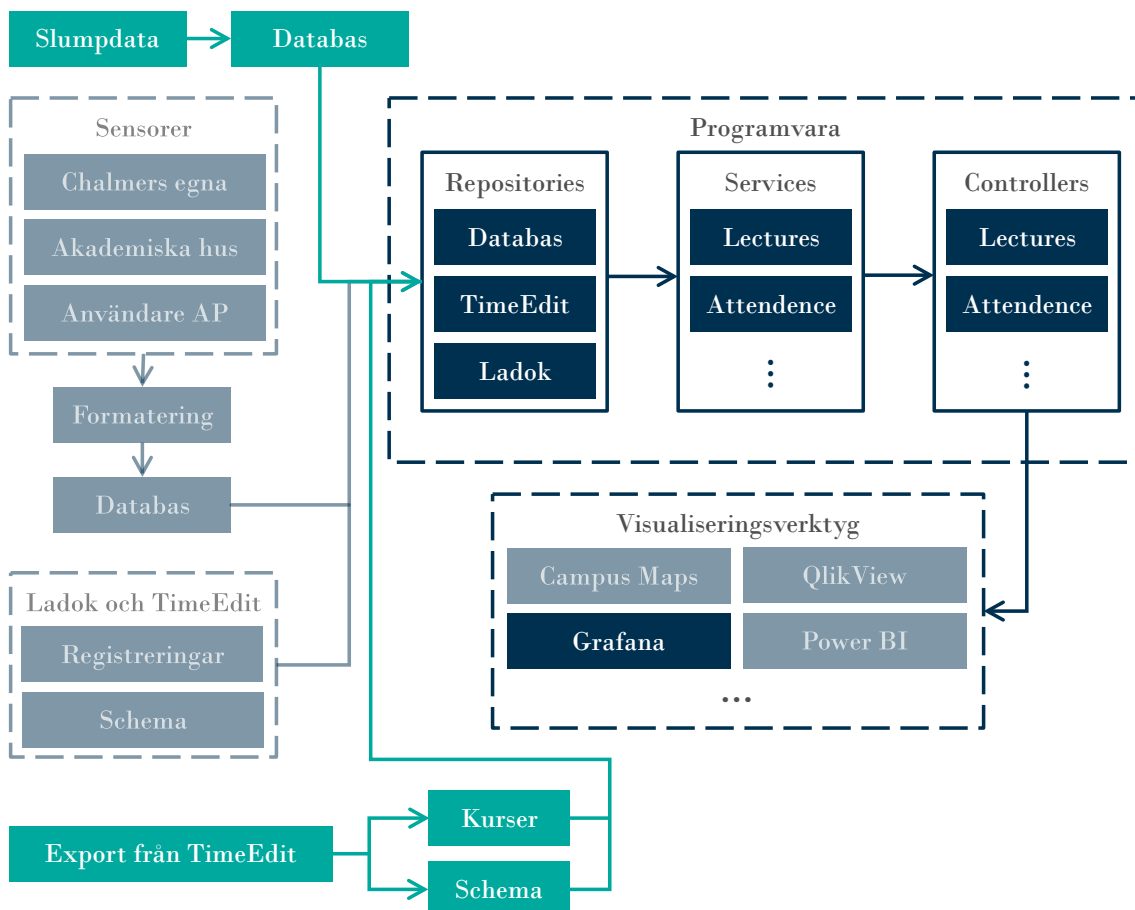 Slumpdata
Databas
Sensorer
Chalmers egna
Akademiska hus
Användare AP
Formatering
Databas
Ladok och TimeEdit
Registreringar
Schema
Programvara
Repositories
Databas
TimeEdit
Ladok
Services
Lectures
Attendence
⋮
Controllers
Lectures
Attendence
⋮
Visualiseringsverktyg
Campus Maps
QlikView
Grafana
Power BI
...
Export från TimeEdit
Kurser
Schema